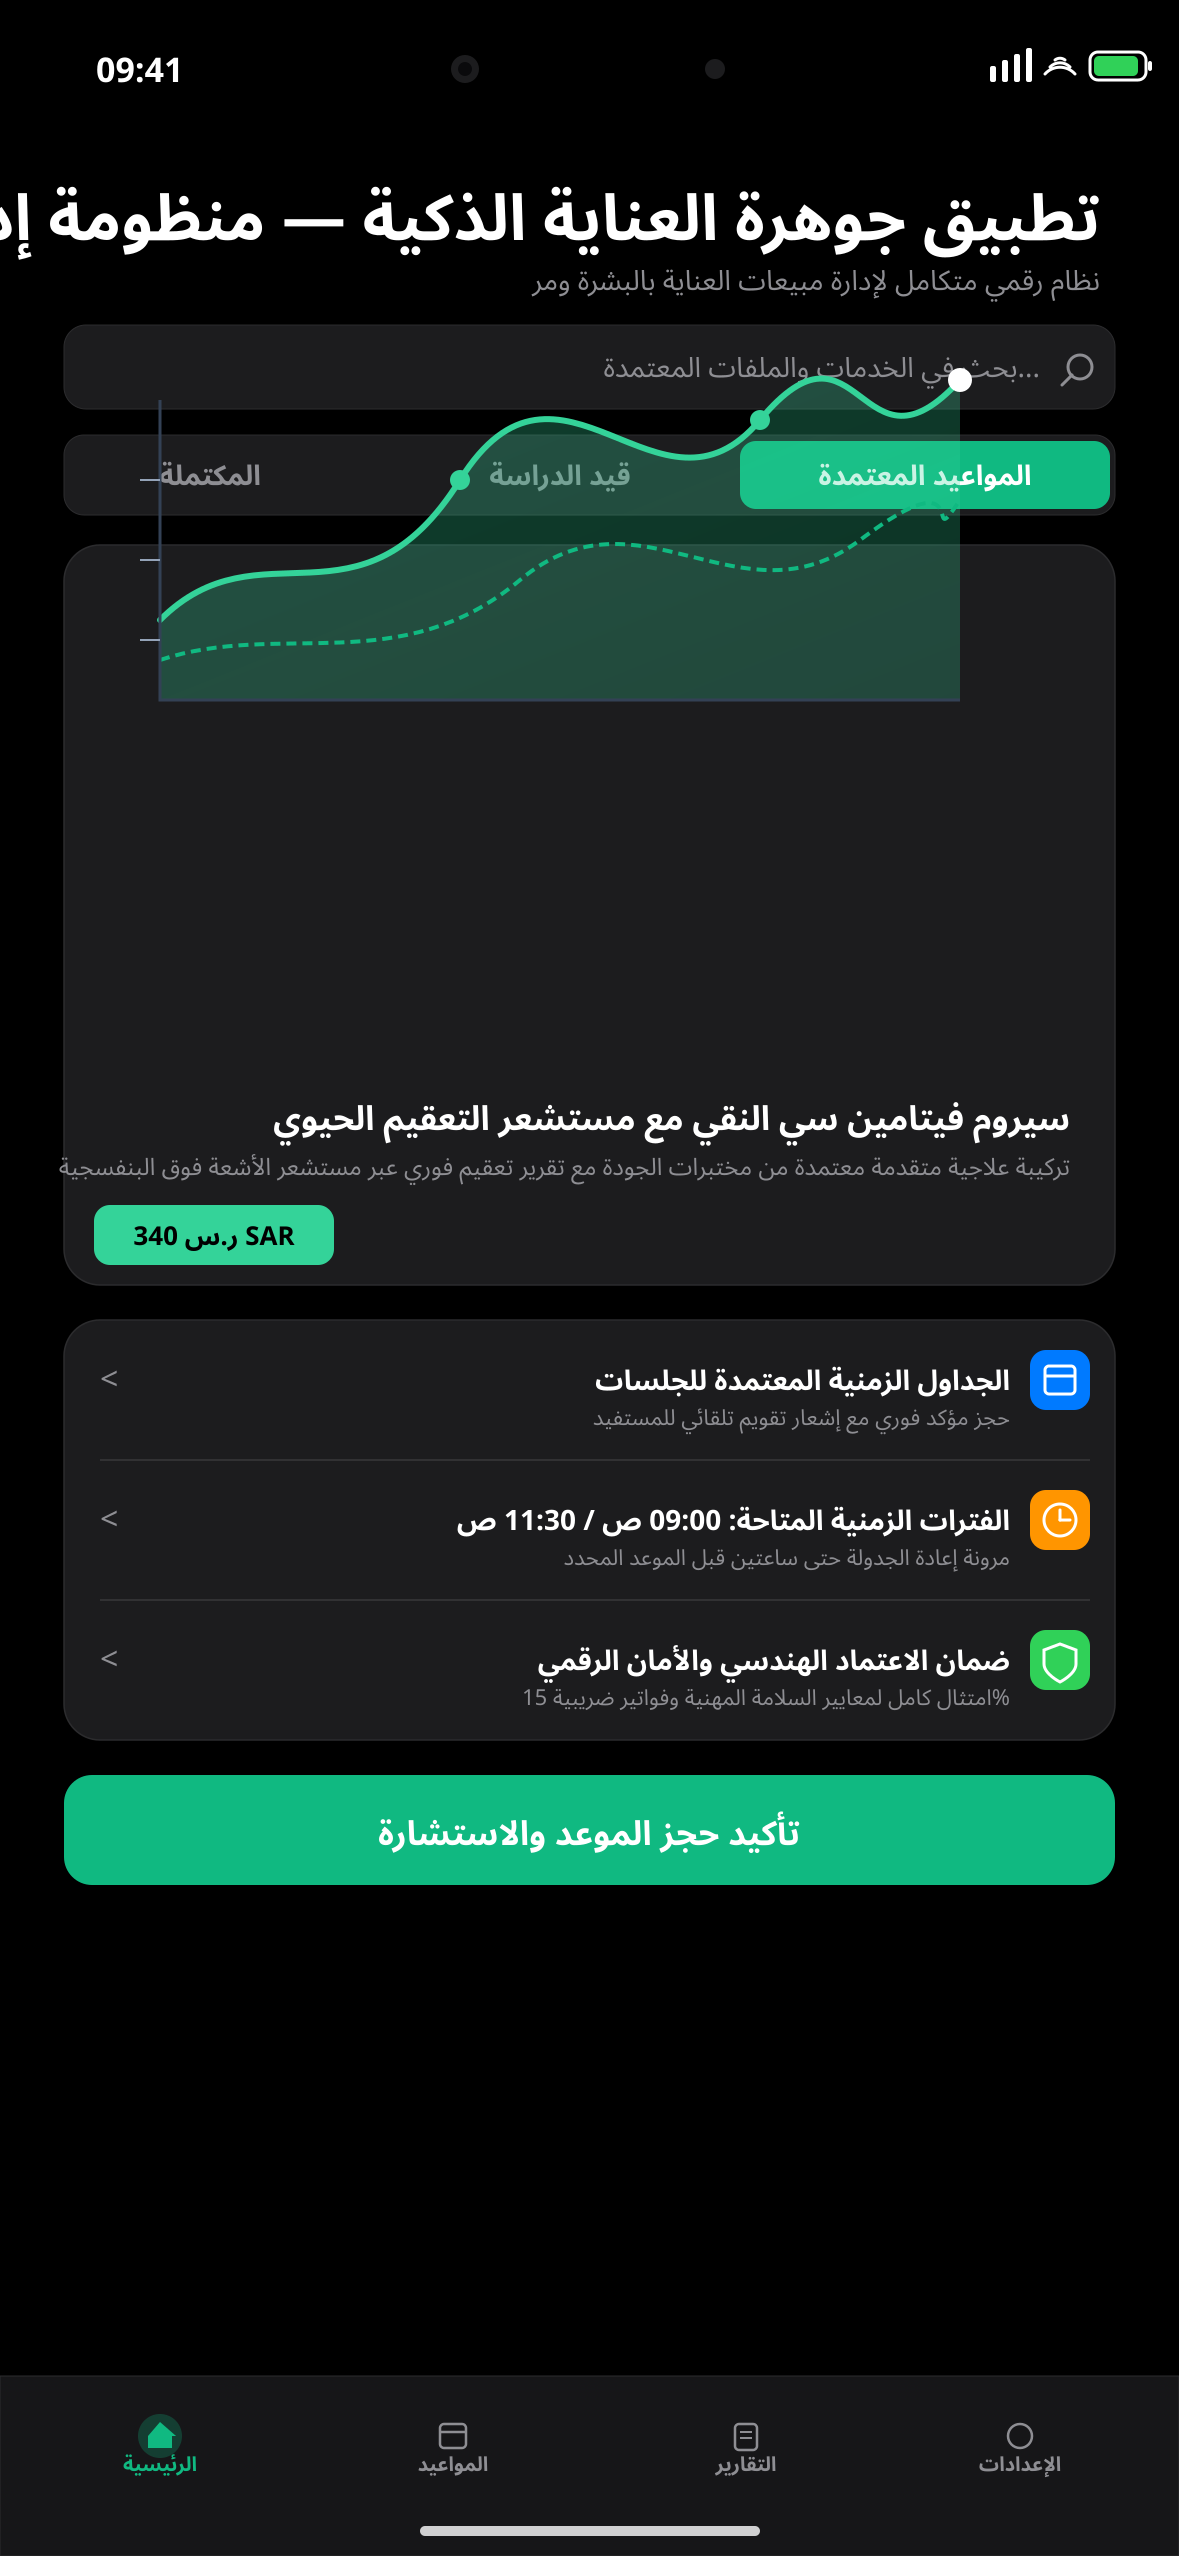 09:41
تطبيق جوهرة العناية الذكية — منظومة إد
نظام رقمي متكامل لإدارة مبيعات العناية بالبشرة ومر
بحث في الخدمات والملفات المعتمدة...
المواعيد المعتمدة
قيد الدراسة
المكتملة
سيروم فيتامين سي النقي مع مستشعر التعقيم الحيوي
تركيبة علاجية متقدمة معتمدة من مختبرات الجودة مع تقرير تعقيم فوري عبر مستشعر الأشعة فوق البنفسجية
340 ر.س SAR
الجداول الزمنية المعتمدة للجلسات
حجز مؤكد فوري مع إشعار تقويم تلقائي للمستفيد
الفترات الزمنية المتاحة: 09:00 ص / 11:30 ص
مرونة إعادة الجدولة حتى ساعتين قبل الموعد المحدد
ضمان الاعتماد الهندسي والأمان الرقمي
امتثال كامل لمعايير السلامة المهنية وفواتير ضريبية 15%
تأكيد حجز الموعد والاستشارة
الإعدادات
التقارير
المواعيد
الرئيسية